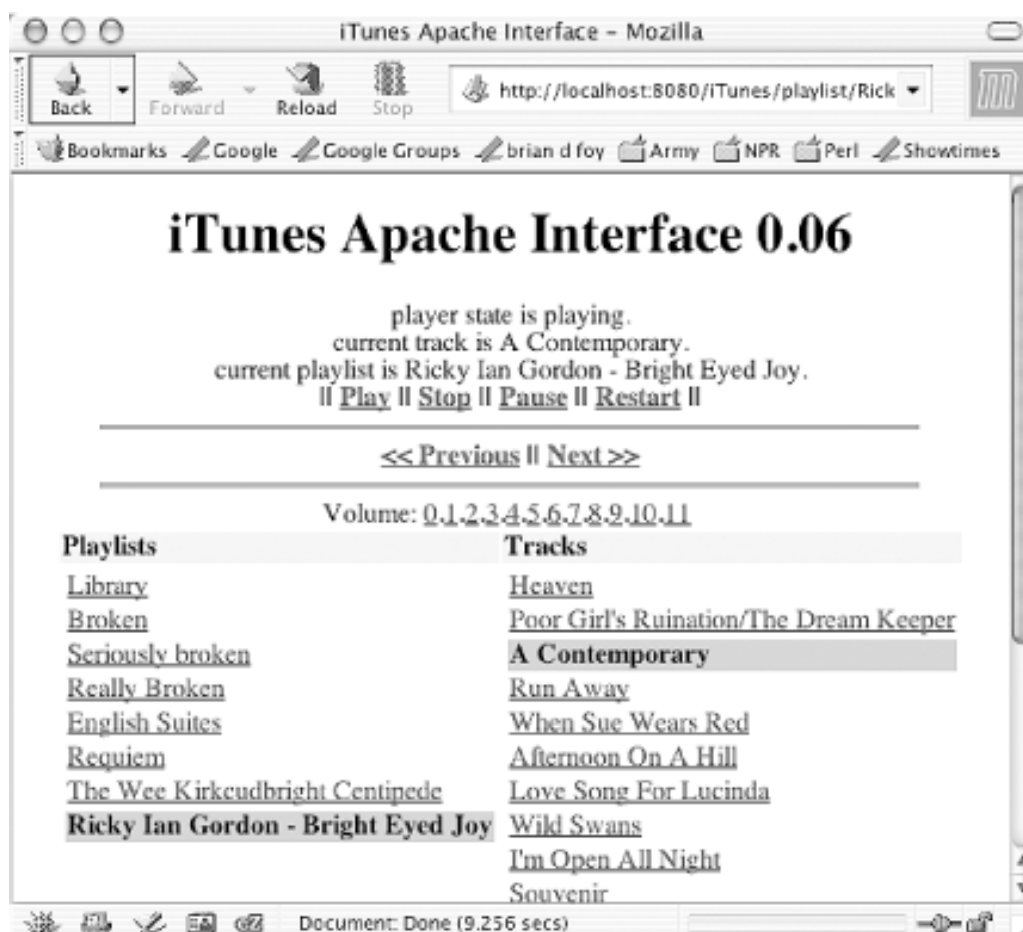 iTunes Apache Interface – Mozilla
Back Forward Reload Stop http://localhost:8080/iTunes/playlist/Rick
Bookmarks Google Google Groups brian d foy Army NPR Perl Showtimes
iTunes Apache Interface 0.06
player state is playing.
current track is A Contemporary.
current playlist is Ricky Ian Gordon - Bright Eyed Joy.
|| Play || Stop || Pause || Restart ||
<< Previous || Next >>
Volume: 0,1,2,3,4,5,6,7,8,9,10,11
Playlists
Library
Broken
Seriously broken
Really Broken
English Suites
Requiem
The Wee Kirkcudbright Centipede
Ricky Ian Gordon - Bright Eyed Joy
Tracks
Heaven
Poor Girl's Ruination/The Dream Keeper
A Contemporary
Run Away
When Sue Wears Red
Afternoon On A Hill
Love Song For Lucinda
Wild Swans
I'm Open All Night
Souvenir
Document: Done (9.256 secs)